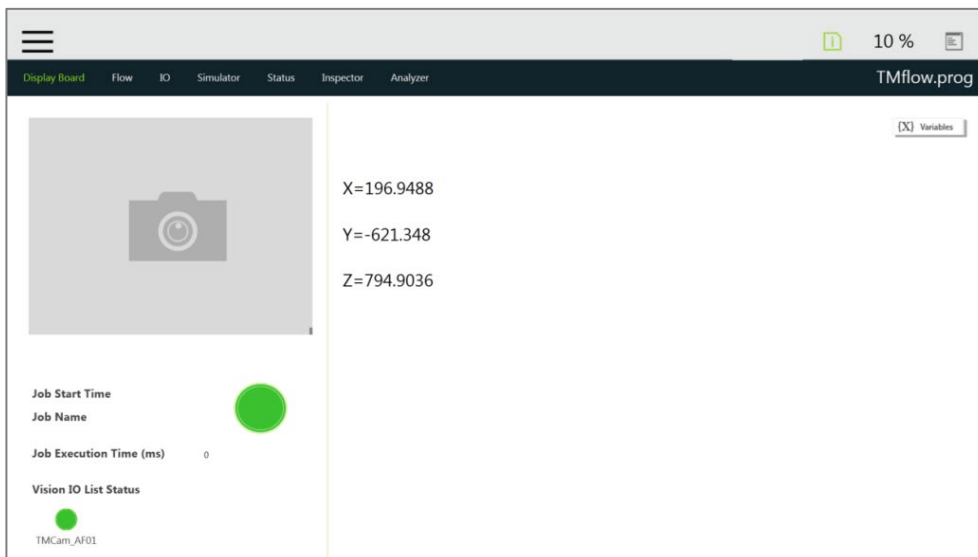 10 %
Display Board Flow IO Simulator Status Inspector Analyzer TMflow.prog
{X} Variables
X=196.9488
Y=-621.348
Z=794.9036
Job Start Time
Job Name
Job Execution Time (ms) 0
Vision IO List Status
TMCam_AF01